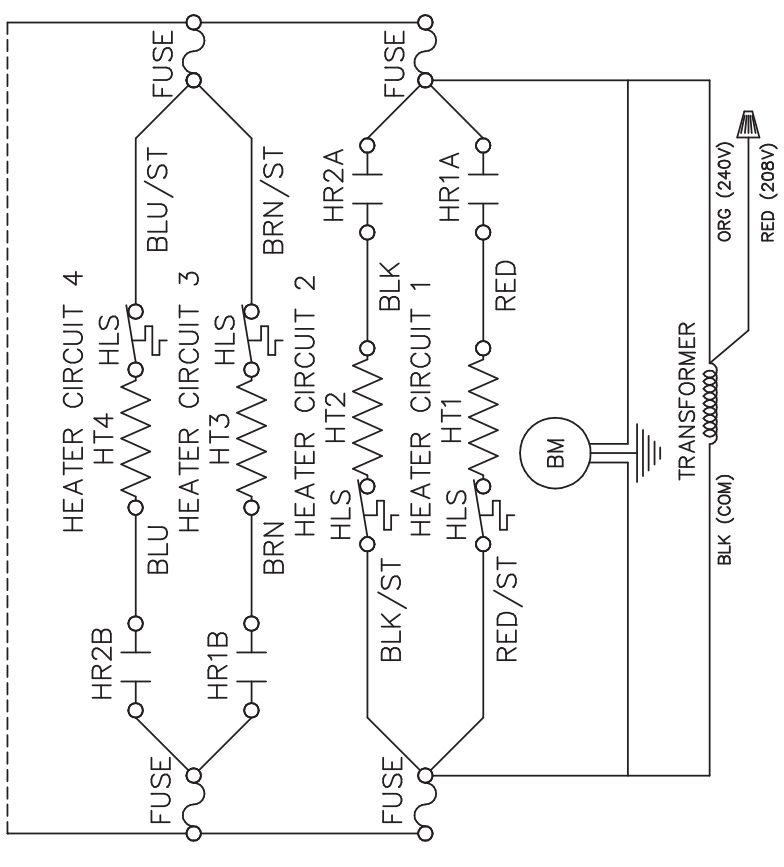 FUSE
FUSE
BLU/ST
BRN/ST
HR2A
HR1A
HEATER CIRCUIT 4
HLS
HT4
HEATER CIRCUIT 3
HLS
HT3
BLU
BRN
HR2B
HR1B
FUSE
BLK
RED
HEATER CIRCUIT 2
HT2
HLS
HEATER CIRCUIT 1
HT1
HLS
BLK/ST
RED/ST
FUSE
BM
TRANSFORMER
ORG (240V)
RED (208V)
BLK (COM)